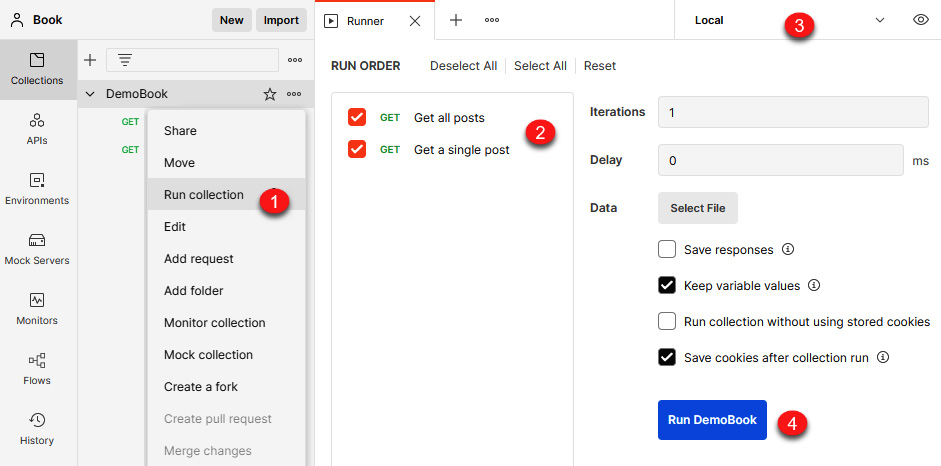 Book
New
Import
Runner
Local
3
Collections
APIs
Environments
Mock Servers
Monitors
Flows
History
DemoBook
GET
GET
Share
Move
Run collection
1
Edit
Add request
Add folder
Monitor collection
Mock collection
Create a fork
Create pull request
Merge changes
RUN ORDER
Deselect All
Select All
Reset
GET Get all posts
GET Get a single post
2
Iterations
1
Delay
0
ms
Data
Select File
Save responses
Keep variable values
Run collection without using stored cookies
Save cookies after collection run
Run DemoBook
4